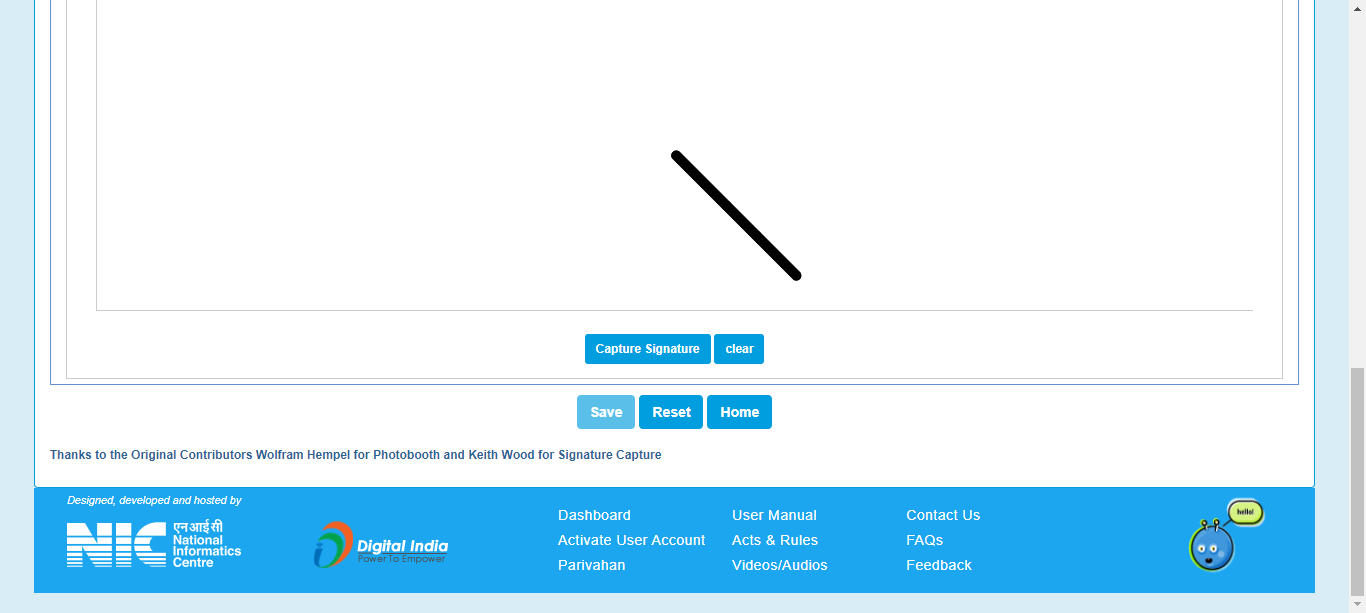 Capture Signature clear
Save Reset Home
Thanks to the Original Contributors Wolfram Hempel for Photobooth and Keith Wood for Signature Capture
Designed, developed and hosted by
NIC
एनआईसी
National
Informatics
Centre
Digital India
Power To Empower
Dashboard
Activate User Account
Parivahan
User Manual
Acts & Rules
Videos/Audios
Contact Us
FAQs
Feedback
hello!